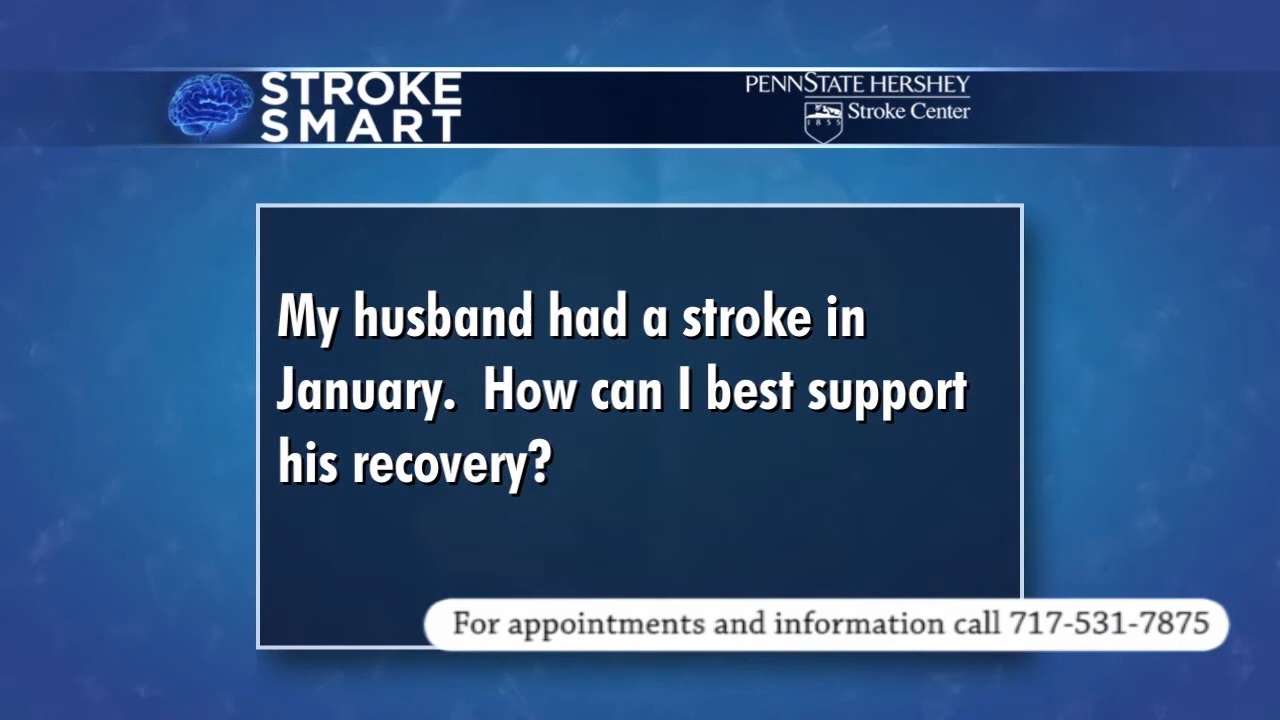 STROKE
SMART
PENNSTATE HERSHEY
Stroke Center
1855
My husband had a stroke in
January.  How can I best support
his recovery?
For appointments and information call 717-531-7875